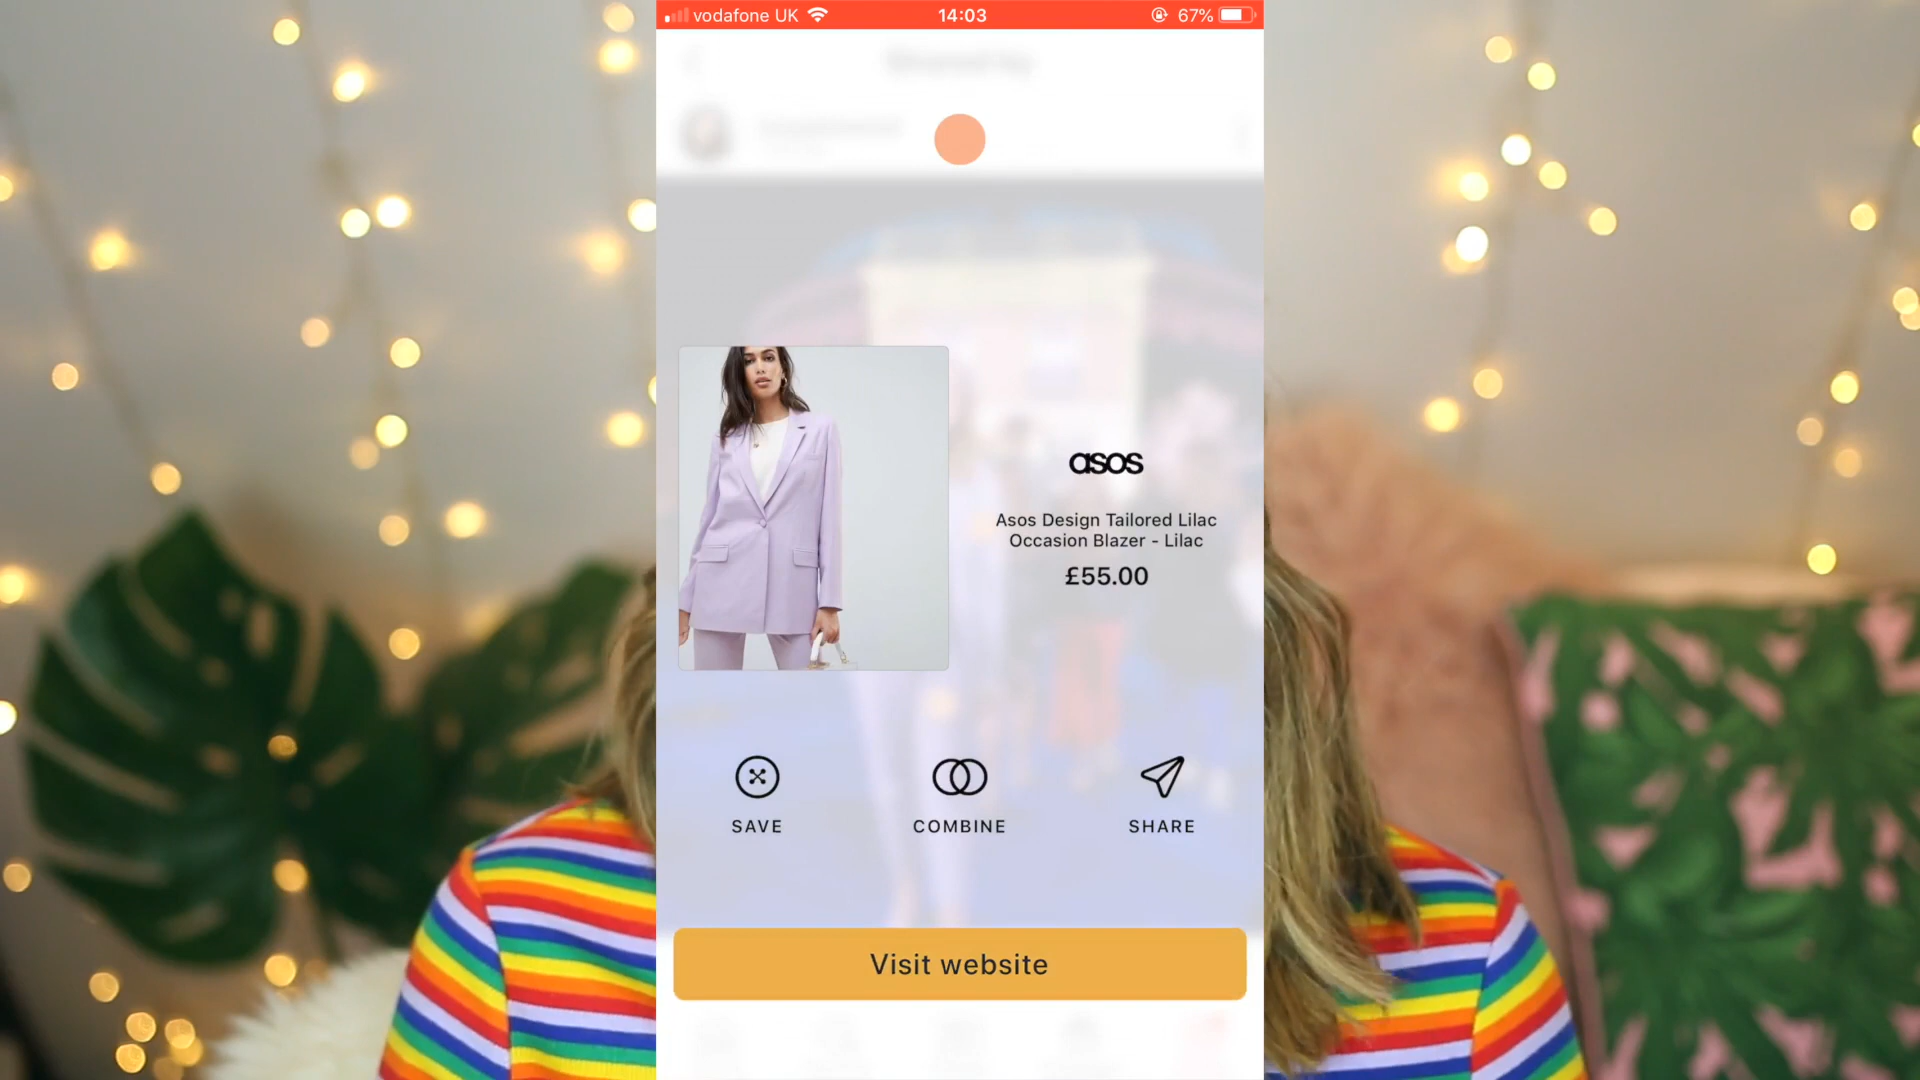 vodafone UK 14:03 67%
asos
Asos Design Tailored Lilac
Occasion Blazer - Lilac
£55.00
SAVE COMBINE SHARE
Visit website